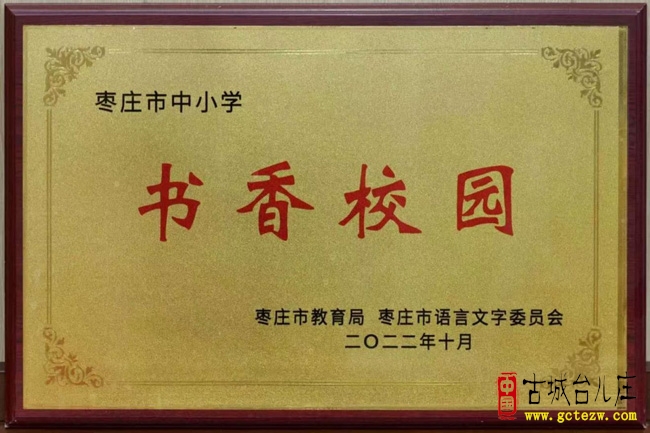 枣庄市中小学
书香校园
枣庄市教育局 枣庄市语言文字委员会
二〇二二年十月
中国 古城台儿庄
www.gctezw.com